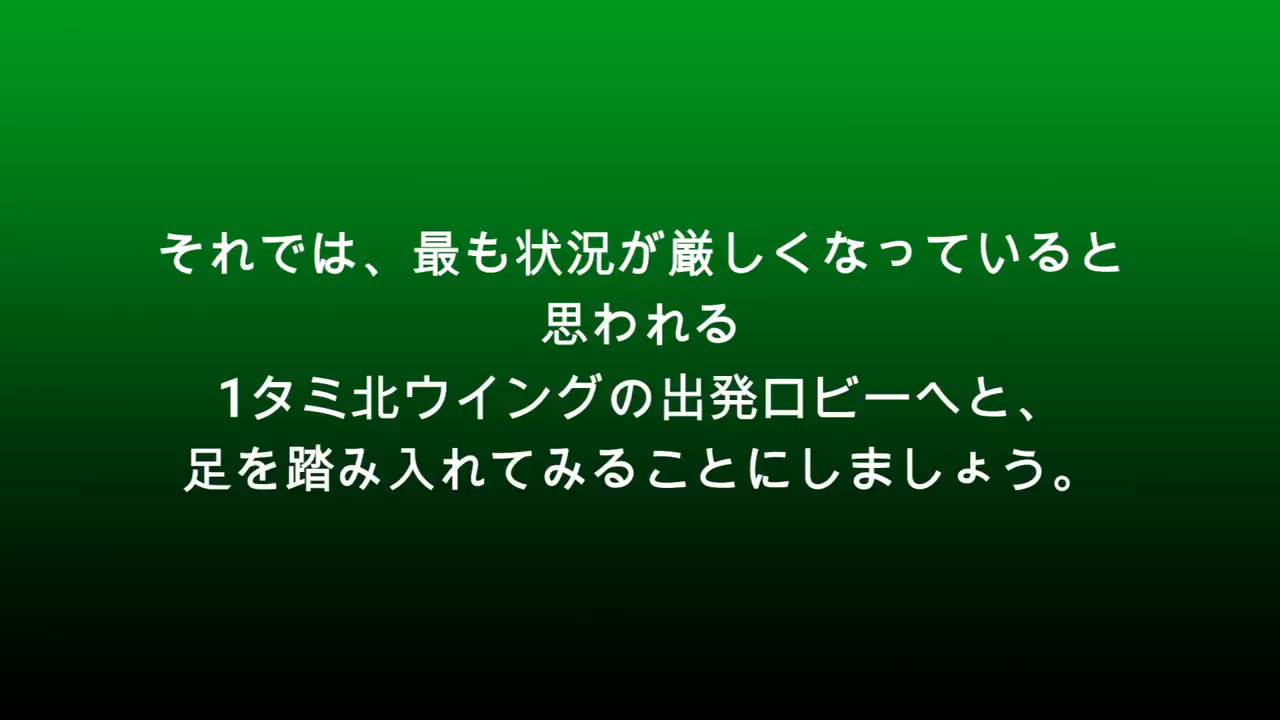 それでは、最も状況が厳しくなっていると
思われる
1タミ北ウイングの出発ロビーへと、
足を踏み入れてみることにしましょう。